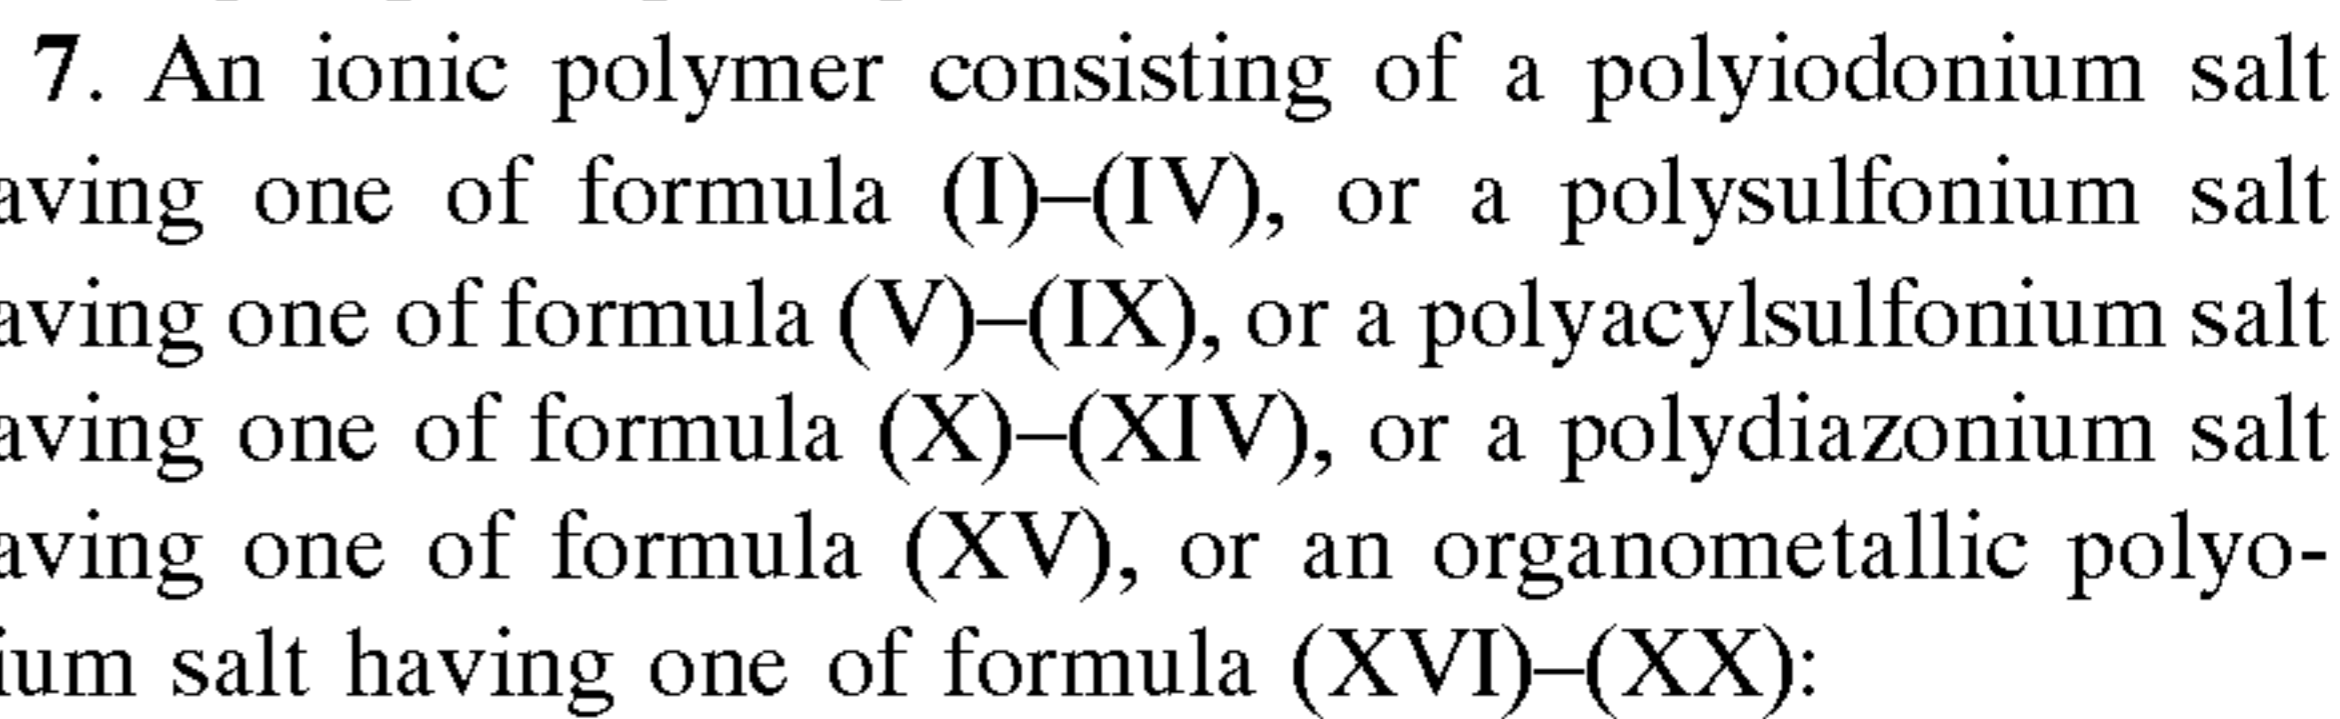 7. An ionic polymer consisting of a polyiodonium salt
aving one of formula (I)–(IV), or a polysulfonium salt
aving one of formula (V)–(IX), or a polyacylsulfonium salt
aving one of formula (X)–(XIV), or a polydiazonium salt
aving one of formula (XV), or an organometallic polyo-
ium salt having one of formula (XVI)–(XX):